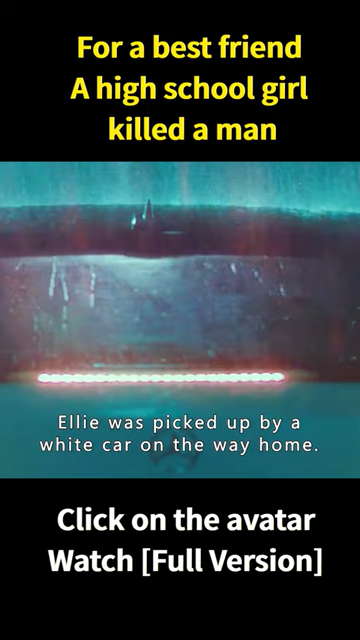 For a best friend
A high school girl
killed a man
Ellie was picked up by a
white car on the way home.
Click on the avatar
Watch [Full Version]